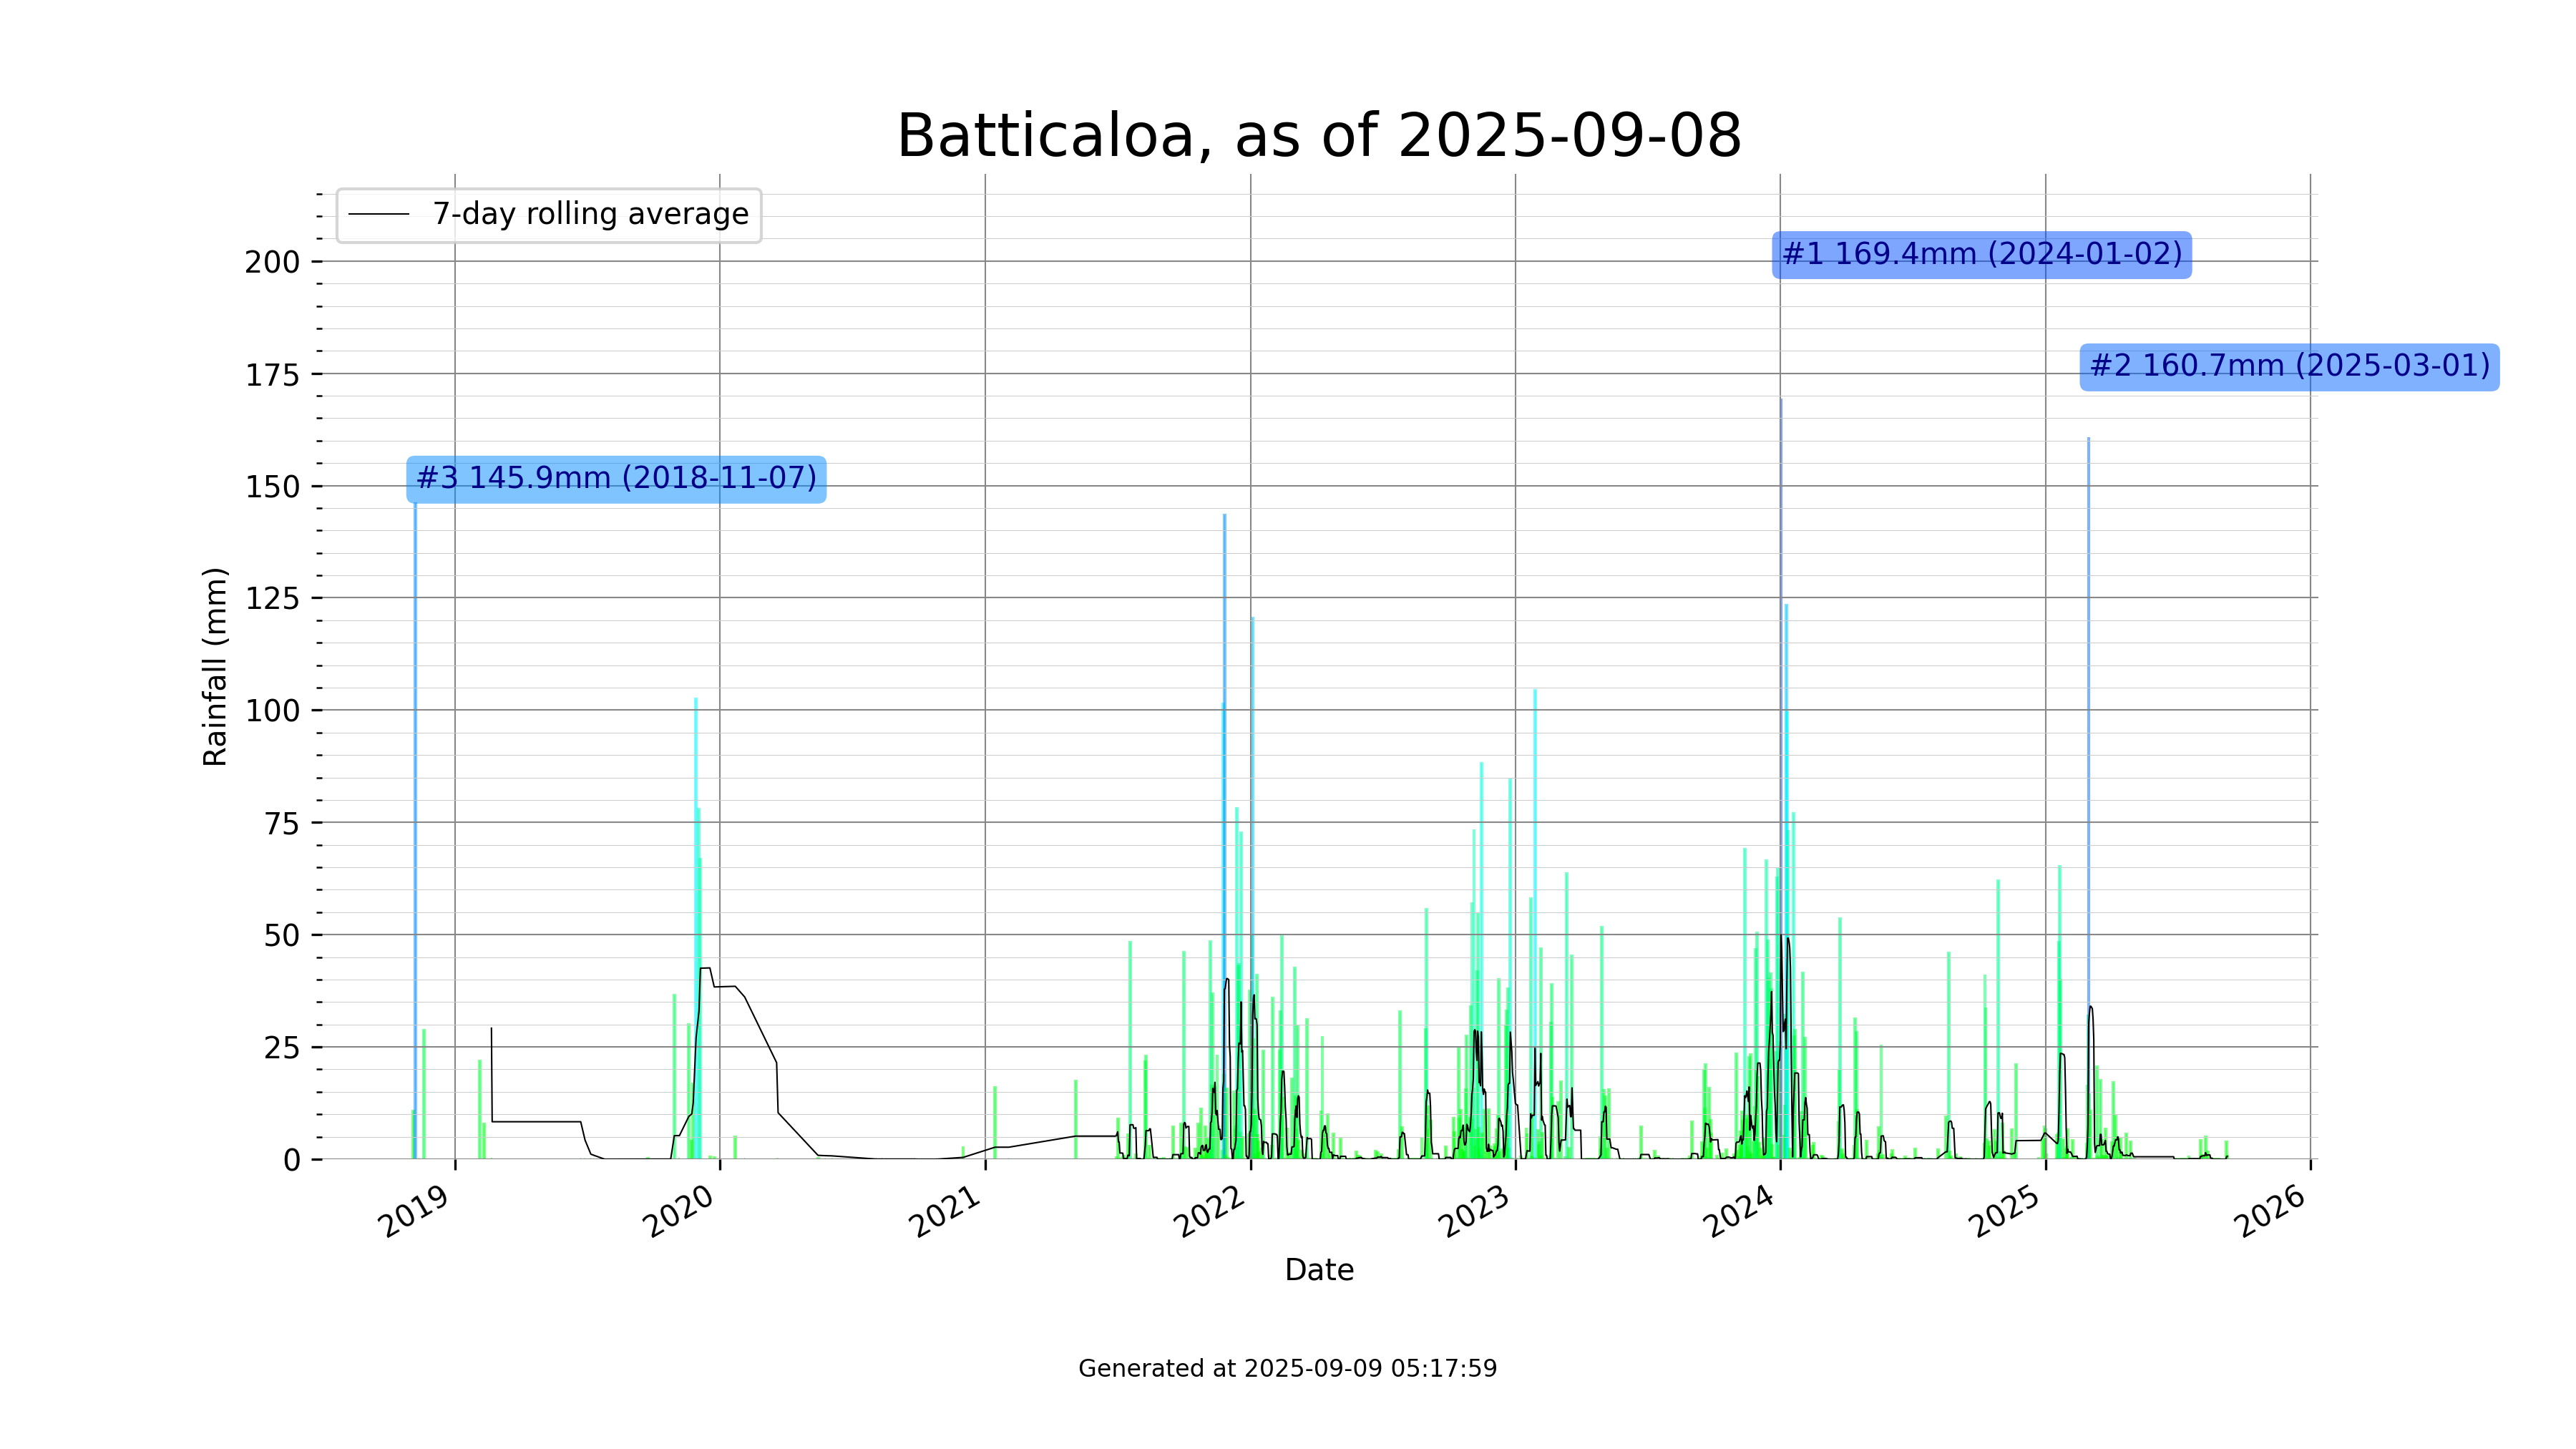 Batticaloa, as of 2025-09-08
7-day rolling average
#1 169.4mm (2024-01-02)
#2 160.7mm (2025-03-01)
#3 145.9mm (2018-11-07)
Rainfall (mm)
200
175
150
125
100
75
50
25
0
2019
2020
2021
2022
2023
2024
2025
2026
Date
Generated at 2025-09-09 05:17:59